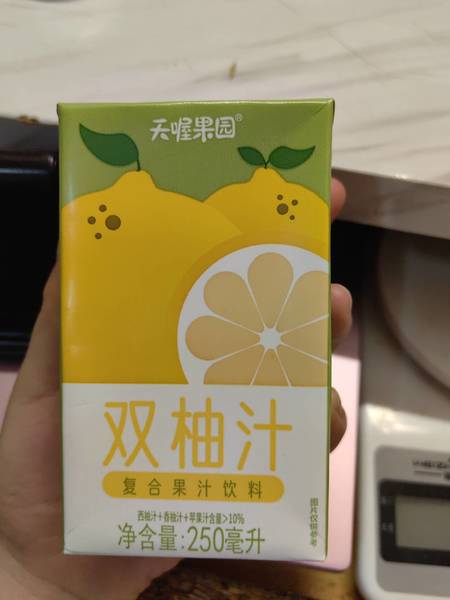 天喔果园®
双柚汁
复合果汁饮料
西柚汁+香柚汁+苹果汁含量>10%
净含量:250毫升
图片仅供参考